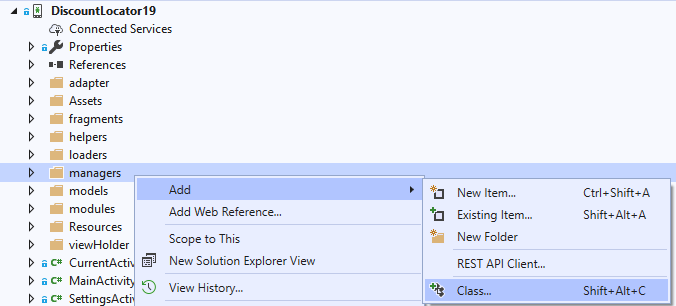 DiscountLocator19
Connected Services
Properties
References
adapter
Assets
fragments
helpers
loaders
managers
models
modules
Resources
viewHolder
C# CurrentActiv
C# MainActivity
C# SettingsActiv
Add
Add Web Reference...
Scope to This
New Solution Explorer View
View History...
New Item... Ctrl+Shift+A
Existing Item... Shift+Alt+A
New Folder
REST API Client...
Class... Shift+Alt+C